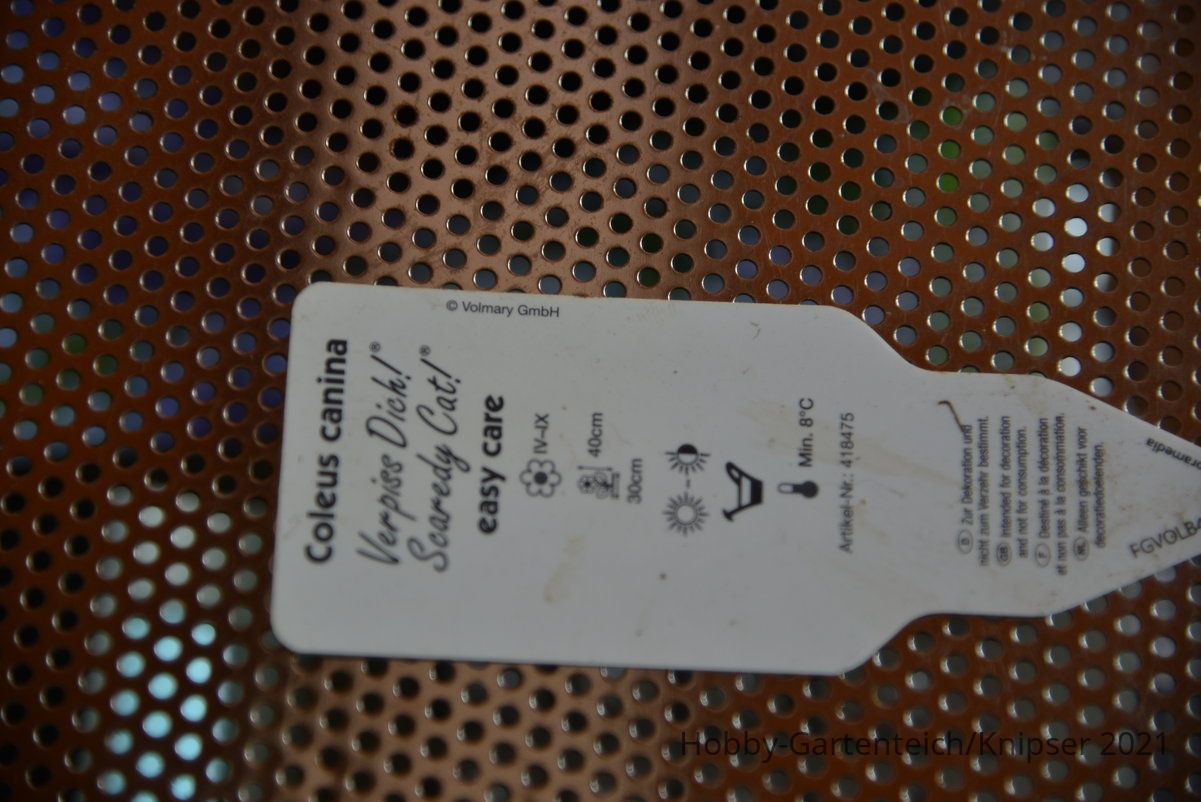 © Volmary GmbH
Coleus canina
Verpiss Dich!®
Scaredy Cat!®
easy care
IV–IX
40cm
30cm
Min. 8°C
Artikel-Nr.: 418475
D Zur Dekoration und
nicht zum Verzehr bestimmt.
GB Intended for decoration
and not for consumption.
F Destiné à la décoration
et non pas à la consommation.
NL Alleen geschikt voor
decoratiedoeleinden.
Hobby-Gartenteich/Knipser 2021